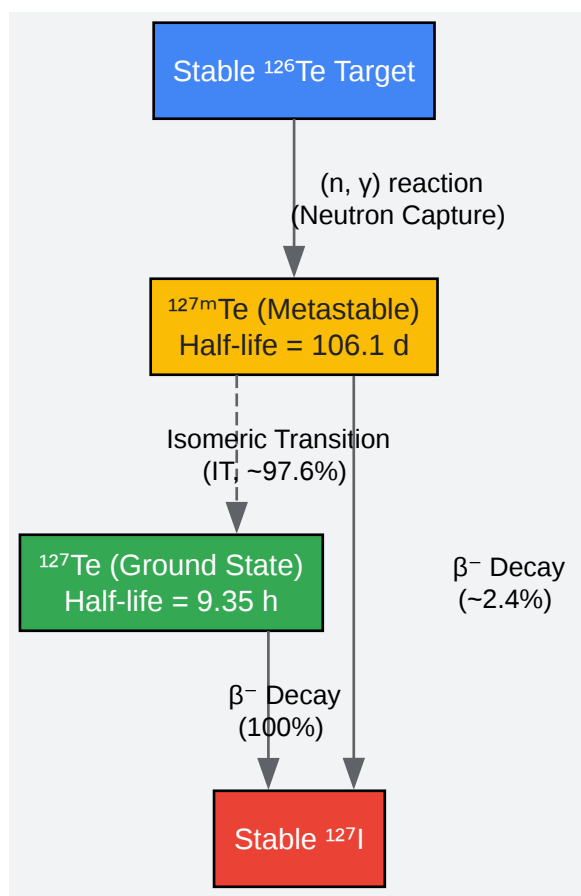 Stable ¹²⁶Te Target
(n, γ) reaction
(Neutron Capture)
¹²⁷ᵐTe (Metastable)
Half-life = 106.1 d
Isomeric Transition
(IT, ~97.6%)
¹²⁷Te (Ground State)
Half-life = 9.35 h
β⁻ Decay
(~2.4%)
β⁻ Decay
(100%)
Stable ¹²⁷I